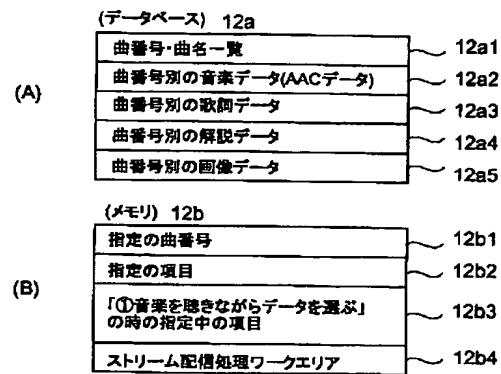 (データベース) 12a
(A)
曲番号・曲名一覧 12a1
曲番号別の音楽データ(AACデータ) 12a2
曲番号別の歌詞データ 12a3
曲番号別の解説データ 12a4
曲番号別の画像データ 12a5
(メモリ) 12b
(B)
指定の曲番号 12b1
指定の項目 12b2
「①音楽を聴きながらデータを選ぶ」
の時の指定中の項目 12b3
ストリーム配信処理ワークエリア 12b4